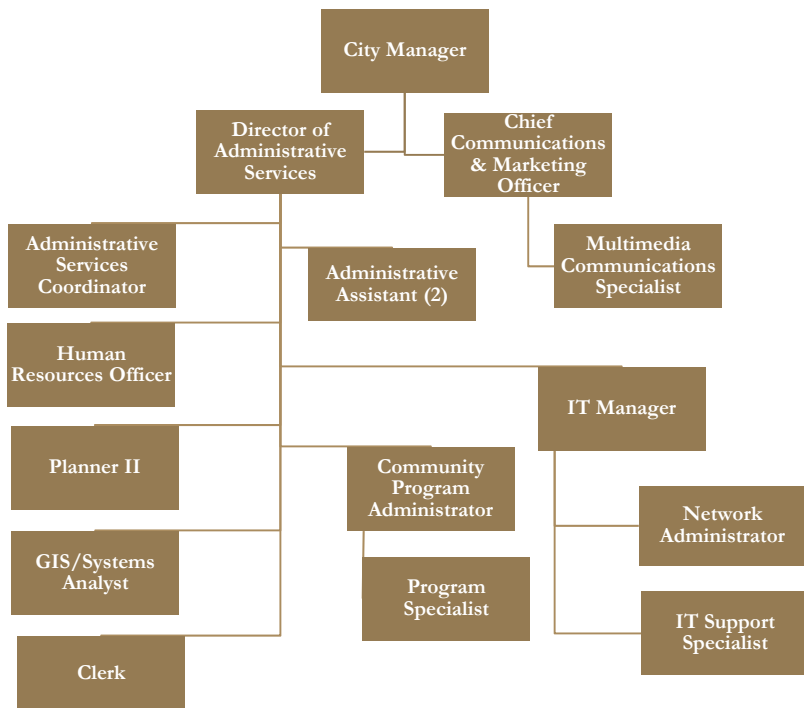 City Manager
Director of
Administrative
Services
Chief
Communications
& Marketing
Officer
Administrative
Services
Coordinator
Administrative
Assistant (2)
Multimedia
Communications
Specialist
Human
Resources Officer
IT Manager
Planner II
Community
Program
Administrator
Network
Administrator
GIS/Systems
Analyst
Program
Specialist
IT Support
Specialist
Clerk